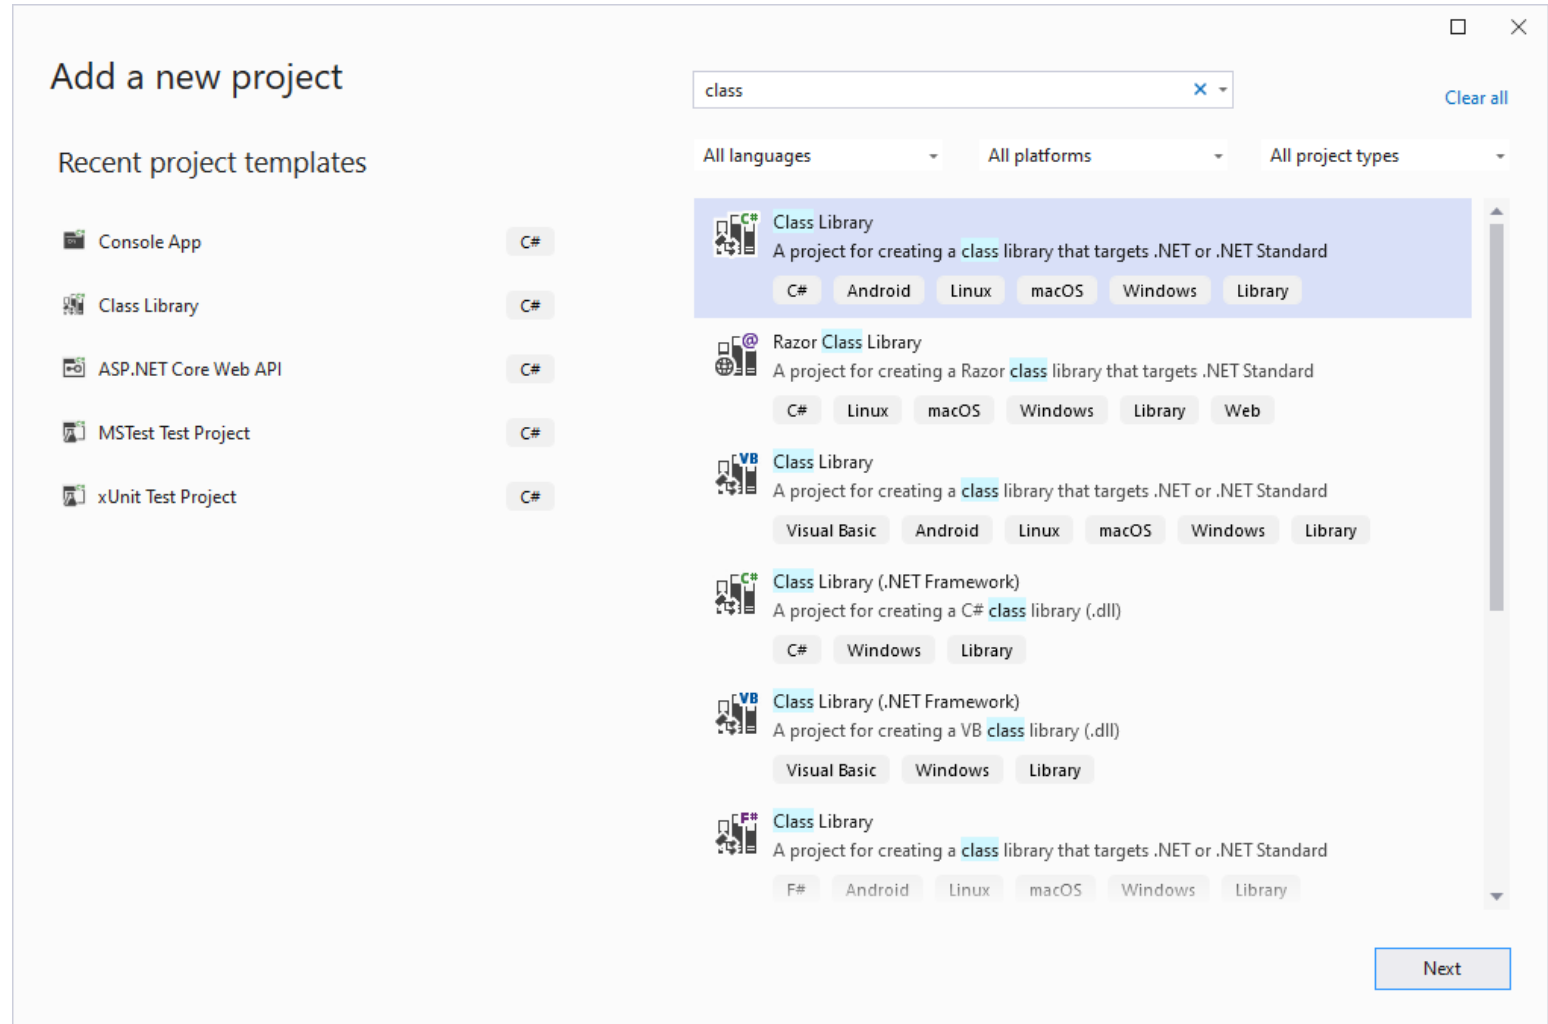 Add a new project
class
Clear all
Recent project templates
All languages
All platforms
All project types
Console App
C#
Class Library
C#
ASP.NET Core Web API
C#
MSTest Test Project
C#
xUnit Test Project
C#
C#
Class Library
A project for creating a class library that targets .NET or .NET Standard
C# Android Linux macOS Windows Library
@
Razor Class Library
A project for creating a Razor class library that targets .NET Standard
C# Linux macOS Windows Library Web
VB
Class Library
A project for creating a class library that targets .NET or .NET Standard
Visual Basic Android Linux macOS Windows Library
C#
Class Library (.NET Framework)
A project for creating a C# class library (.dll)
C# Windows Library
VB
Class Library (.NET Framework)
A project for creating a VB class library (.dll)
Visual Basic Windows Library
F#
Class Library
A project for creating a class library that targets .NET or .NET Standard
F# Android Linux macOS Windows Library
Next